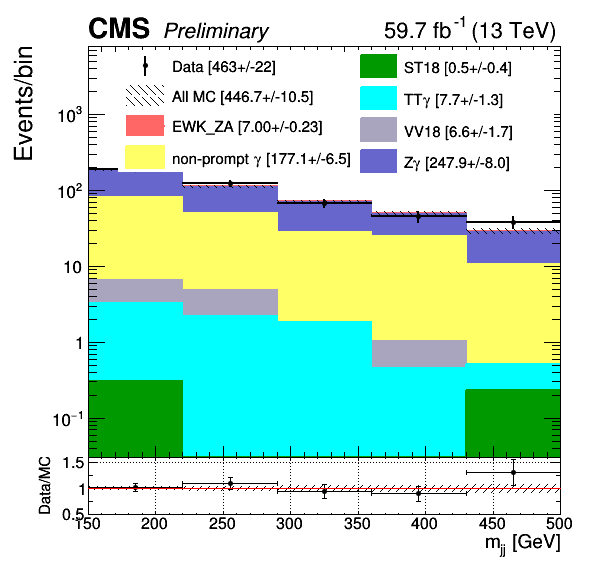 CMS Preliminary 59.7 fb⁻¹ (13 TeV)
Events/bin
Data [463+/-22]
All MC [446.7+/-10.5]
EWK_ZA [7.00+/-0.23]
non-prompt γ [177.1+/-6.5]
ST18 [0.5+/-0.4]
TTγ [7.7+/-1.3]
VV18 [6.6+/-1.7]
Zγ [247.9+/-8.0]
10³
10²
10
1
10⁻¹
Data/MC
1.5
1
0.5
150 200 250 300 350 400 450 500
m_jj [GeV]